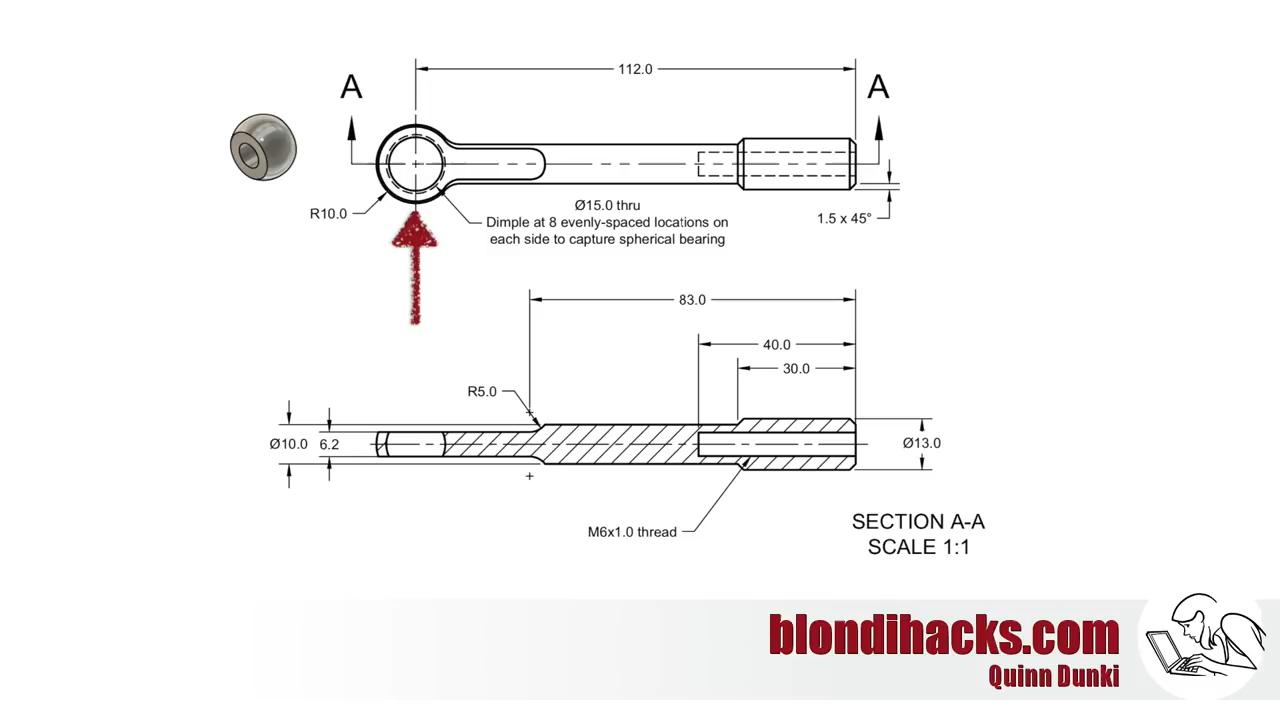 112.0
A
A
R10.0
Ø15.0 thru
Dimple at 8 evenly-spaced locations on
each side to capture spherical bearing
1.5 x 45°
83.0
40.0
30.0
R5.0
Ø10.0
6.2
Ø13.0
M6x1.0 thread
SECTION A-A
SCALE 1:1
blondihacks.com
Quinn Dunki